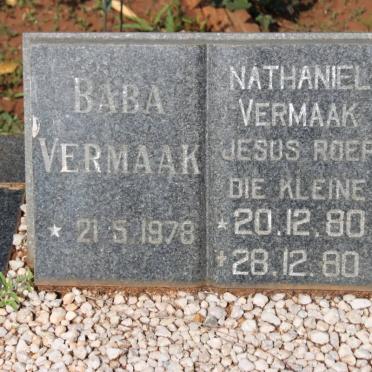 BABA
VERMAAK
* 21.5.1978
NATHANIEL
VERMAAK
JESUS ROEP
DIE KLEINE
* 20.12.80
† 28.12.80